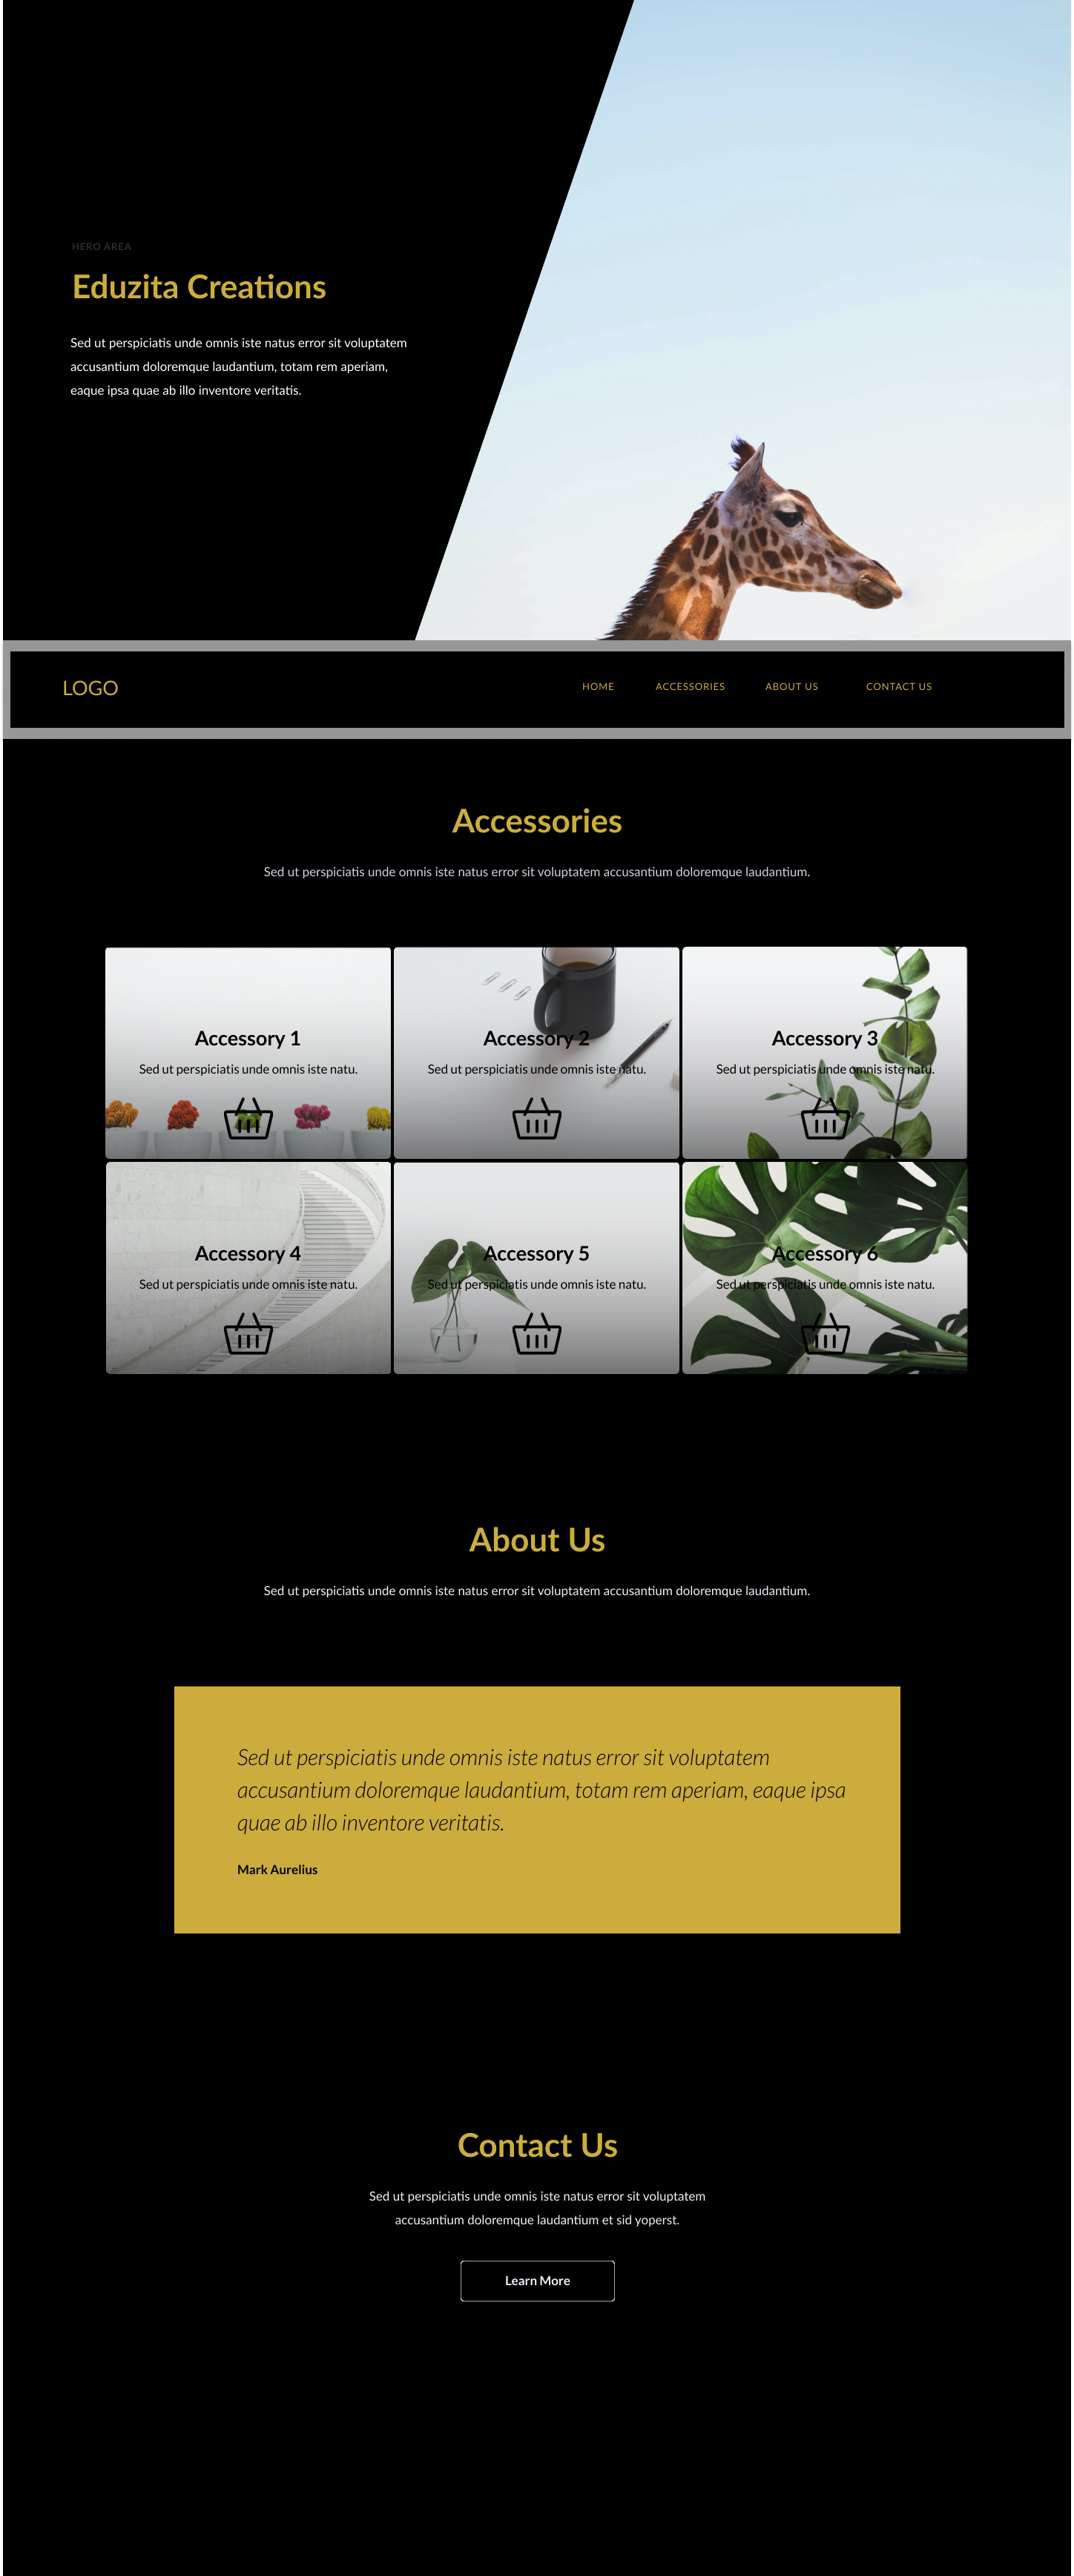 HERO AREA
Eduzita Creations
Sed ut perspiciatis unde omnis iste natus error sit voluptatem
accusantium doloremque laudantium, totam rem aperiam,
eaque ipsa quae ab illo inventore veritatis.
LOGO
HOME
ACCESSORIES
ABOUT US
CONTACT US
Accessories
Sed ut perspiciatis unde omnis iste natus error sit voluptatem accusantium doloremque laudantium.
Accessory 1
Sed ut perspiciatis unde omnis iste natu.
Accessory 2
Sed ut perspiciatis unde omnis iste natu.
Accessory 3
Sed ut perspiciatis unde omnis iste natu.
Accessory 4
Sed ut perspiciatis unde omnis iste natu.
Accessory 5
Sed ut perspiciatis unde omnis iste natu.
Accessory 6
Sed ut perspiciatis unde omnis iste natu.
About Us
Sed ut perspiciatis unde omnis iste natus error sit voluptatem accusantium doloremque laudantium.
Sed ut perspiciatis unde omnis iste natus error sit voluptatem
accusantium doloremque laudantium, totam rem aperiam, eaque ipsa
quae ab illo inventore veritatis.
Mark Aurelius
Contact Us
Sed ut perspiciatis unde omnis iste natus error sit voluptatem
accusantium doloremque laudantium et sid yoperst.
Learn More